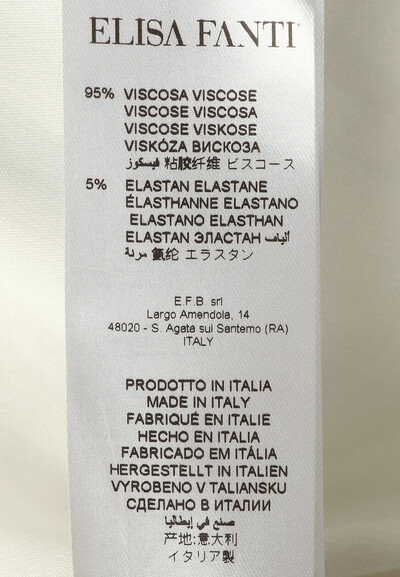 ELISA FANTI
95% VISCOSA VISCOSE
VISCOSE VISCOSA
VISCOSE VISKOSE
VISKÓZA ВИСКОЗА
فيسكوز 粘胶纤维 ビスコース
5% ELASTAN ELASTANE
ÉLASTHANNE ELASTANO
ELASTANO ELASTHAN
ELASTAN ЭЛАСТАН ألياف
مرنة 氨纶 エラスタン
E.F.B. srl
Largo Amendola, 14
48020 - S. Agata sul Santerno (RA)
ITALY
PRODOTTO IN ITALIA
MADE IN ITALY
FABRIQUÉ EN ITALIE
HECHO EN ITALIA
FABRICADO EM ITÁLIA
HERGESTELLT IN ITALIEN
VYROBENO V TALIANSKU
СДЕЛАНО В ИТАЛИИ
صنع في إيطاليا
产地:意大利
イタリア製